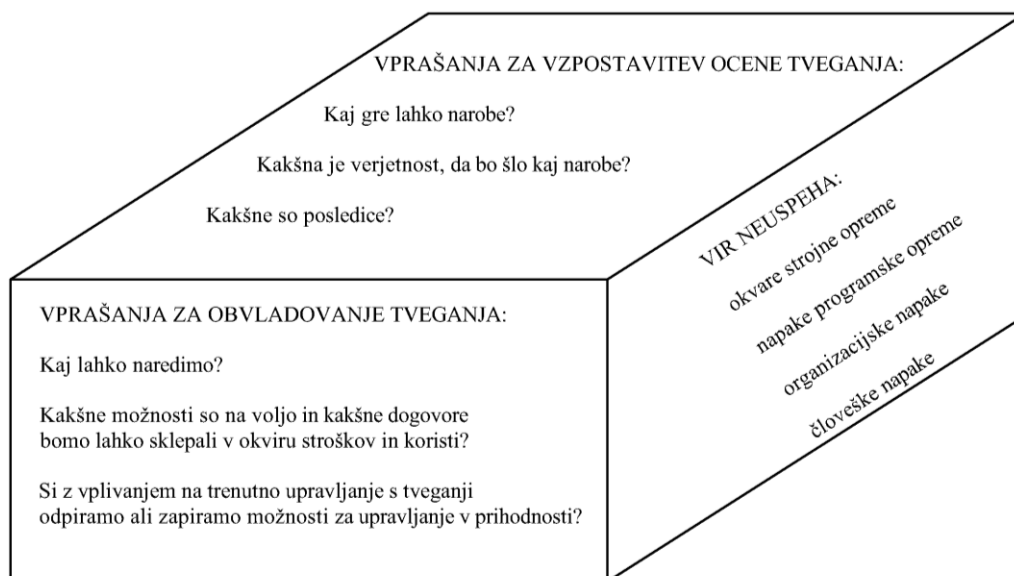 VPRAŠANJA ZA VZPOSTAVITEV OCENE TVEGANJA:
Kaj gre lahko narobe?
Kakšna je verjetnost, da bo šlo kaj narobe?
Kakšne so posledice?
VPRAŠANJA ZA OBVLADOVANJE TVEGANJA:
Kaj lahko naredimo?
Kakšne možnosti so na voljo in kakšne dogovore
bomo lahko sklepali v okviru stroškov in koristi?
Si z vplivanjem na trenutno upravljanje s tveganji
odpiramo ali zapiramo možnosti za upravljanje v prihodnosti?
VIR NEUSPEHA:
okvare strojne opreme
napake programske opreme
organizacijske napake
človeške napake